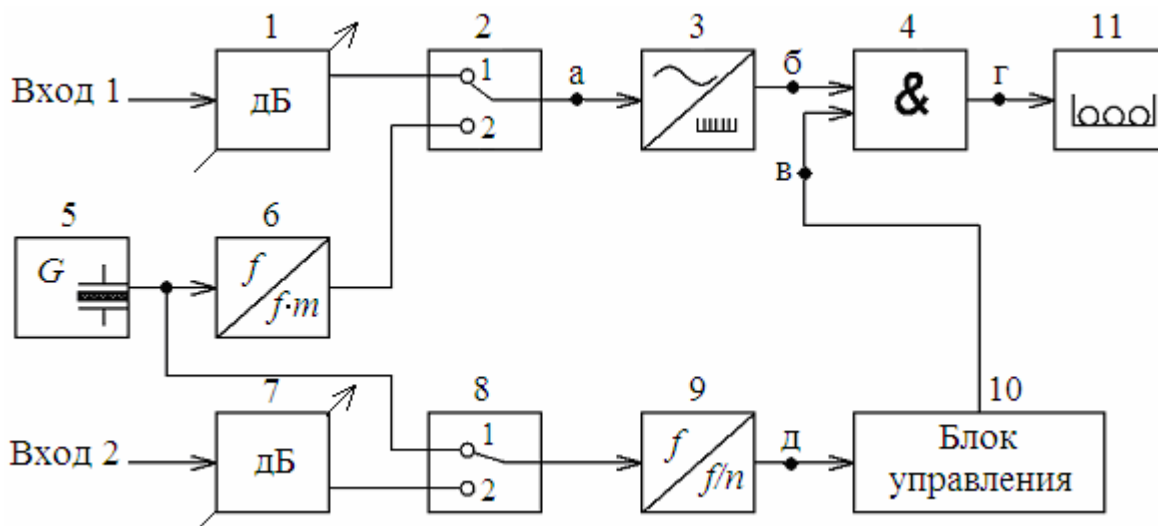 1 2 3 4 11
Вход 1 дБ 1 2 а б & г
в
5 6
G f f·m
7 8 9 10
Вход 2 дБ 1 2 f f/n д Блок управления